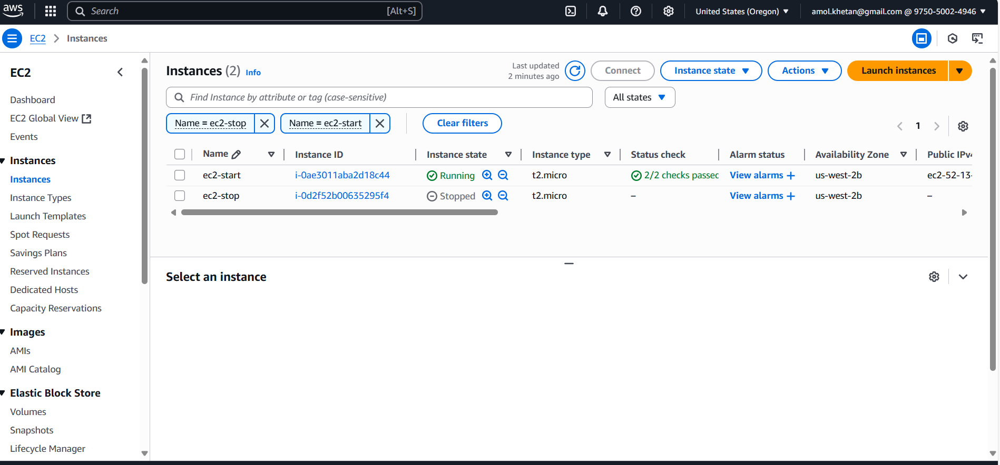 aws
Search [Alt+S]
United States (Oregon)
amol.khetan@gmail.com @ 9750-5002-4946
EC2 > Instances
EC2
Dashboard
EC2 Global View
Events
Instances
Instances
Instance Types
Launch Templates
Spot Requests
Savings Plans
Reserved Instances
Dedicated Hosts
Capacity Reservations
Images
AMIs
AMI Catalog
Elastic Block Store
Volumes
Snapshots
Lifecycle Manager
Instances (2) Info
Last updated
2 minutes ago
Connect
Instance state
Actions
Launch instances
Find Instance by attribute or tag (case-sensitive)
All states
Name = ec2-stop
Name = ec2-start
Clear filters
1
Name Instance ID Instance state Instance type Status check Alarm status Availability Zone Public IPv4
ec2-start i-0ae3011aba2d18c44 Running t2.micro 2/2 checks passed View alarms + us-west-2b ec2-52-13-
ec2-stop i-0d2f52b00635295f4 Stopped t2.micro – View alarms + us-west-2b –
Select an instance